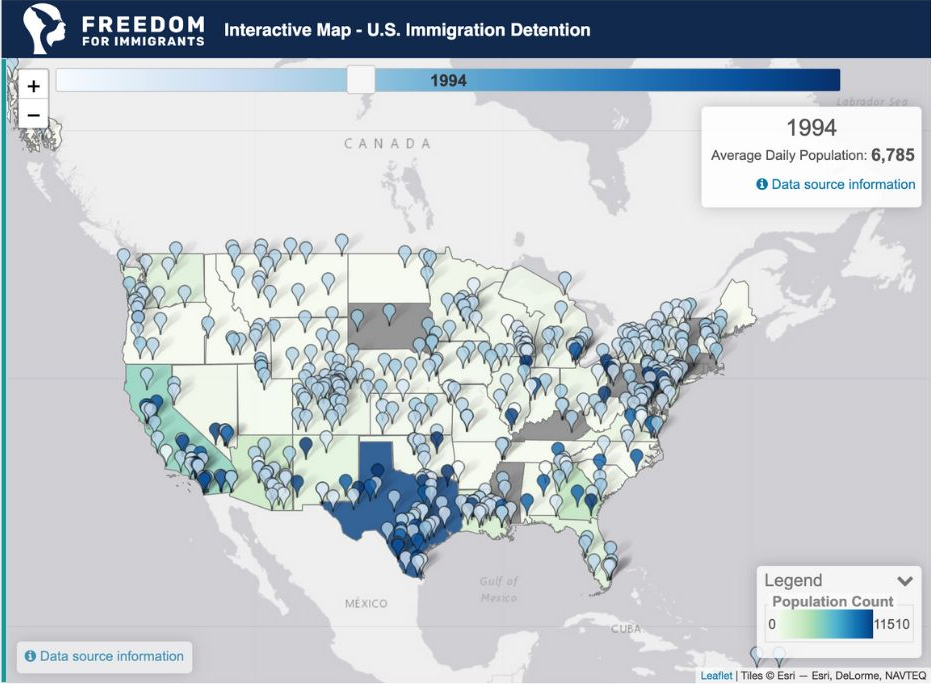 FREEDOM
FOR IMMIGRANTS
Interactive Map - U.S. Immigration Detention
+
−
1994
Labrador Sea
1994
Average Daily Population: 6,785
Data source information
CANADA
Gulf of
Mexico
MÉXICO
CUBA
Legend
Population Count
0
11510
Data source information
Leaflet | Tiles © Esri — Esri, DeLorme, NAVTEQ